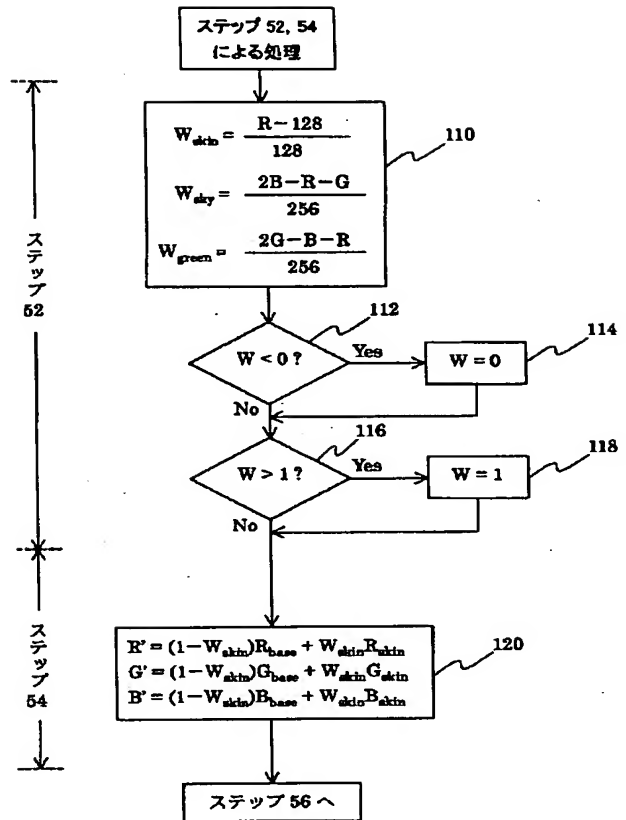 ステップ 52, 54
による処理
W_skin = (R－128)/128
110
W_sky = (2B－R－G)/256
W_green = (2G－B－R)/256
ステップ
52
112
W < 0 ?
Yes
W = 0
114
No
116
W > 1 ?
Yes
W = 1
118
No
ステップ
54
R' = (1－W_skin)R_base + W_skin R_skin
G' = (1－W_skin)G_base + W_skin G_skin
B' = (1－W_skin)B_base + W_skin B_skin
120
ステップ 56 へ